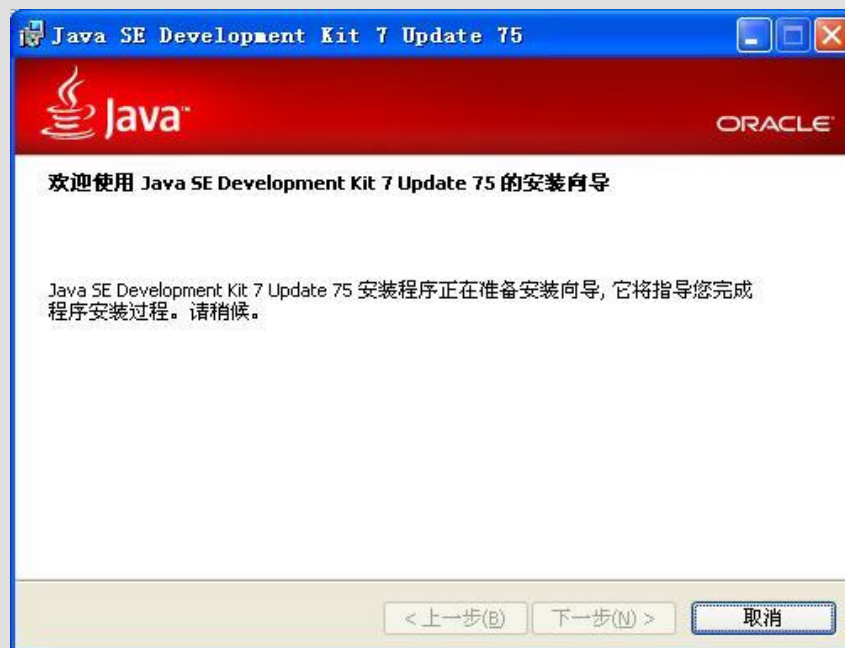 Java SE Development Kit 7 Update 75
Java™
ORACLE®
欢迎使用 Java SE Development Kit 7 Update 75 的安装向导
Java SE Development Kit 7 Update 75 安装程序正在准备安装向导, 它将指导您完成
程序安装过程。请稍候。
< 上一步(B)
下一步(N) >
取消